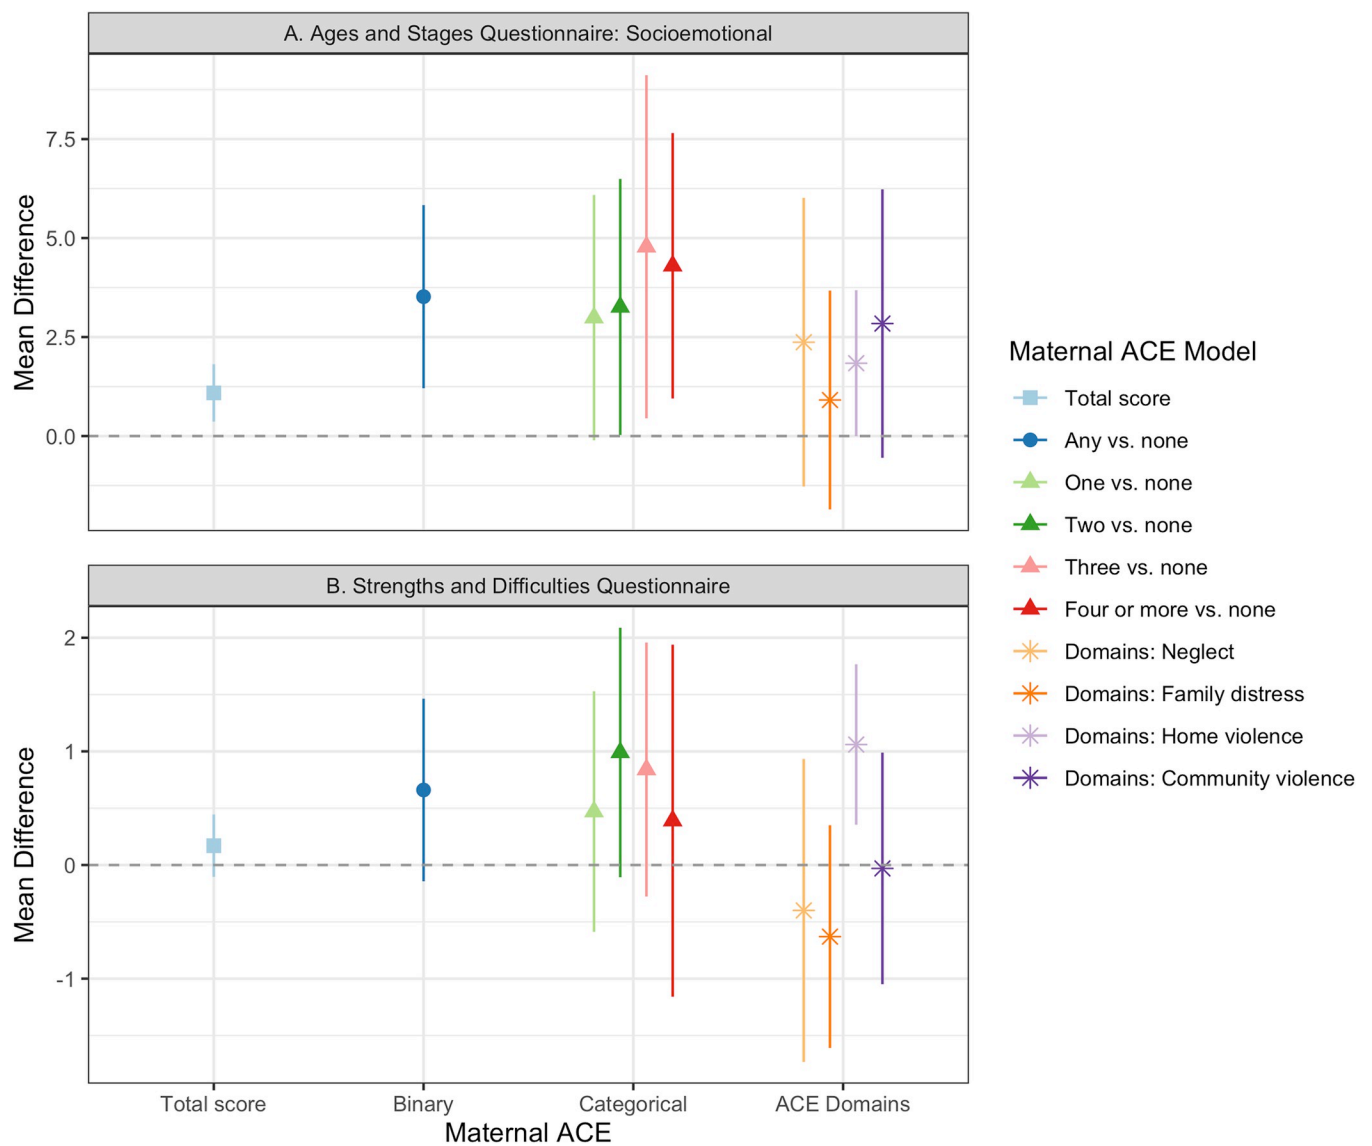 A. Ages and Stages Questionnaire: Socioemotional
7.5
5.0
2.5
0.0
Mean Difference
B. Strengths and Difficulties Questionnaire
2
1
0
-1
Mean Difference
Total score
Binary
Categorical
ACE Domains
Maternal ACE
Maternal ACE Model
Total score
Any vs. none
One vs. none
Two vs. none
Three vs. none
Four or more vs. none
Domains: Neglect
Domains: Family distress
Domains: Home violence
Domains: Community violence